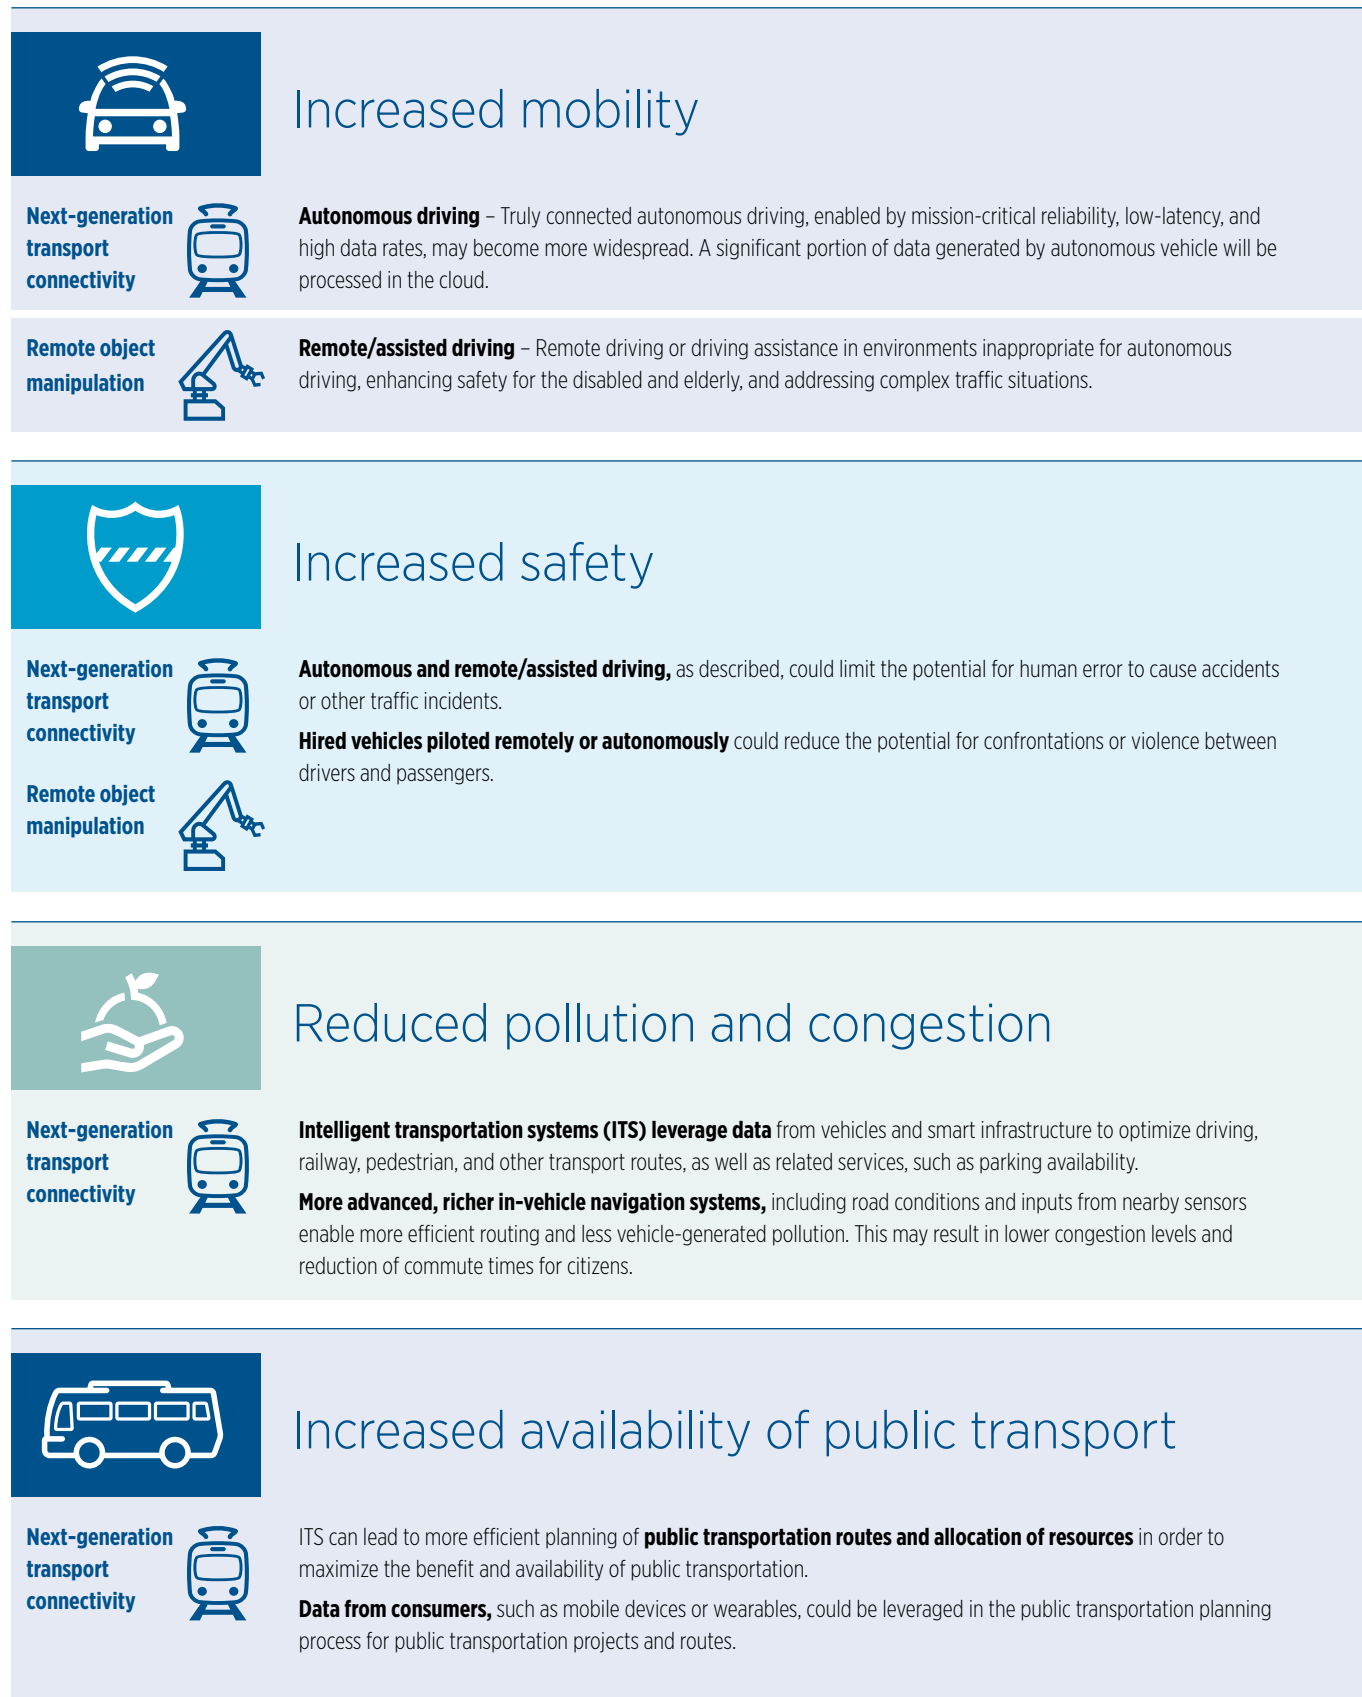 Increased mobility
Next-generation
transport
connectivity
Autonomous driving – Truly connected autonomous driving, enabled by mission-critical reliability, low-latency, and
high data rates, may become more widespread. A significant portion of data generated by autonomous vehicle will be
processed in the cloud.
Remote object
manipulation
Remote/assisted driving – Remote driving or driving assistance in environments inappropriate for autonomous
driving, enhancing safety for the disabled and elderly, and addressing complex traffic situations.
Increased safety
Next-generation
transport
connectivity
Remote object
manipulation
Autonomous and remote/assisted driving, as described, could limit the potential for human error to cause accidents
or other traffic incidents.
Hired vehicles piloted remotely or autonomously could reduce the potential for confrontations or violence between
drivers and passengers.
Reduced pollution and congestion
Next-generation
transport
connectivity
Intelligent transportation systems (ITS) leverage data from vehicles and smart infrastructure to optimize driving,
railway, pedestrian, and other transport routes, as well as related services, such as parking availability.
More advanced, richer in-vehicle navigation systems, including road conditions and inputs from nearby sensors
enable more efficient routing and less vehicle-generated pollution. This may result in lower congestion levels and
reduction of commute times for citizens.
Increased availability of public transport
Next-generation
transport
connectivity
ITS can lead to more efficient planning of public transportation routes and allocation of resources in order to
maximize the benefit and availability of public transportation.
Data from consumers, such as mobile devices or wearables, could be leveraged in the public transportation planning
process for public transportation projects and routes.